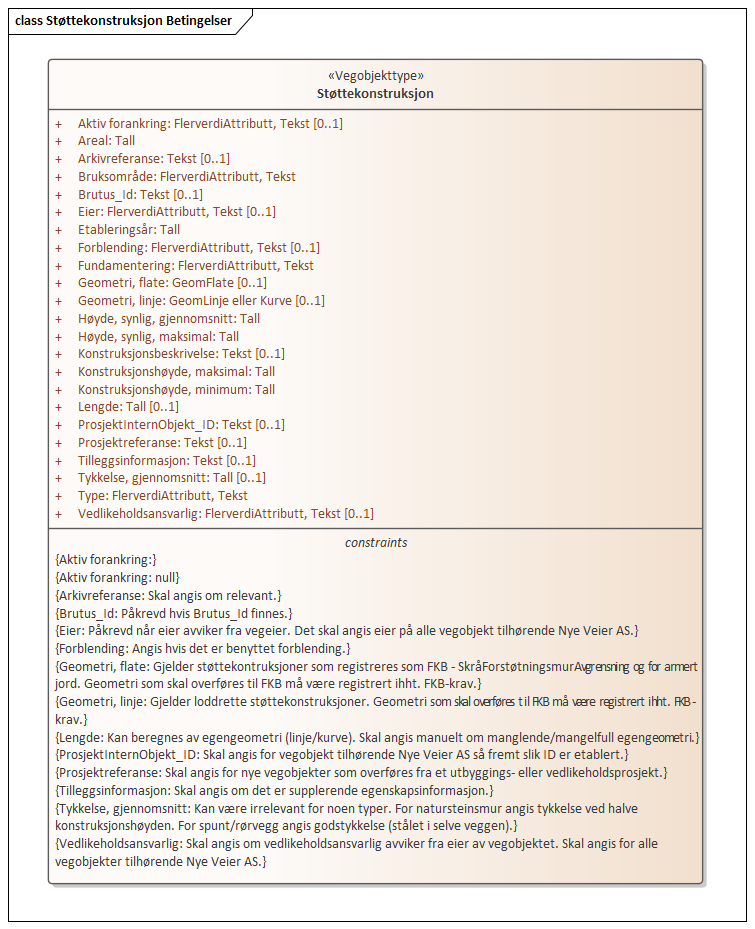 class Støttekonstruksjon Betingelser
«Vegobjekttype»
Støttekonstruksjon
+ Aktiv forankring: FlerverdiAttributt, Tekst [0..1]
+ Areal: Tall
+ Arkivreferanse: Tekst [0..1]
+ Bruksområde: FlerverdiAttributt, Tekst
+ Brutus_Id: Tekst [0..1]
+ Eier: FlerverdiAttributt, Tekst [0..1]
+ Etableringsår: Tall
+ Forblending: FlerverdiAttributt, Tekst [0..1]
+ Fundamentering: FlerverdiAttributt, Tekst
+ Geometri, flate: GeomFlate [0..1]
+ Geometri, linje: GeomLinje eller Kurve [0..1]
+ Høyde, synlig, gjennomsnitt: Tall
+ Høyde, synlig, maksimal: Tall
+ Konstruksjonsbeskrivelse: Tekst [0..1]
+ Konstruksjonshøyde, maksimal: Tall
+ Konstruksjonshøyde, minimum: Tall
+ Lengde: Tall [0..1]
+ ProsjektInternObjekt_ID: Tekst [0..1]
+ Prosjektreferanse: Tekst [0..1]
+ Tilleggsinformasjon: Tekst [0..1]
+ Tykkelse, gjennomsnitt: Tall [0..1]
+ Type: FlerverdiAttributt, Tekst
+ Vedlikeholdsansvarlig: FlerverdiAttributt, Tekst [0..1]
constraints
{Aktiv forankring:}
{Aktiv forankring: null}
{Arkivreferanse: Skal angis om relevant.}
{Brutus_Id: Påkrevd hvis Brutus_Id finnes.}
{Eier: Påkrevd når eier avviker fra vegeier. Det skal angis eier på alle vegobjekt tilhørende Nye Veier AS.}
{Forblending: Angis hvis det er benyttet forblending.}
{Geometri, flate: Gjelder støttekontruksjoner som registreres som FKB - SkråForstøtningsmurAvgrensning og for armert
jord. Geometri som skal overføres til FKB må være registrert ihht. FKB-krav.}
{Geometri, linje: Gjelder loddrette støttekonstruksjoner. Geometri som skal overføres til FKB må være registrert ihht. FKB-
krav.}
{Lengde: Kan beregnes av egengeometri (linje/kurve). Skal angis manuelt om manglende/mangelfull egengeometri.}
{ProsjektInternObjekt_ID: Skal angis for vegobjekt tilhørende Nye Veier AS så fremt slik ID er etablert.}
{Prosjektreferanse: Skal angis for nye vegobjekter som overføres fra et utbyggings- eller vedlikeholdsprosjekt.}
{Tilleggsinformasjon: Skal angis om det er supplerende egenskapsinformasjon.}
{Tykkelse, gjennomsnitt: Kan være irrelevant for noen typer. For natursteinsmur angis tykkelse ved halve
konstruksjonshøyden. For spunt/rørvegg angis godstykkelse (stålet i selve veggen).}
{Vedlikeholdsansvarlig: Skal angis om vedlikeholdsansvarlig avviker fra eier av vegobjektet. Skal angis for alle
vegobjekter tilhørende Nye Veier AS.}